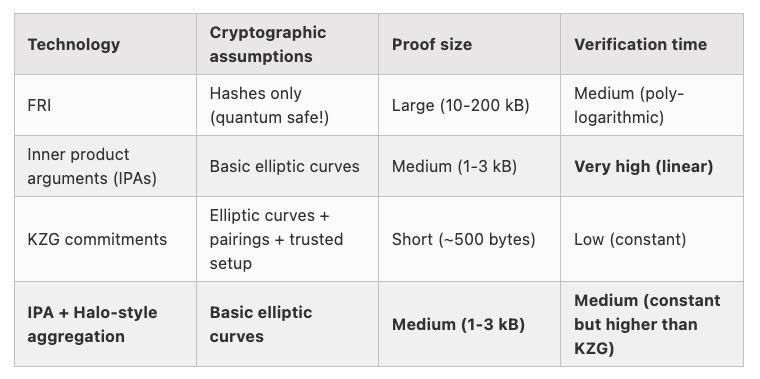 Technology
Cryptographic
assumptions
Proof size
Verification time
FRI
Hashes only
(quantum safe!)
Large (10-200 kB)
Medium (poly-
logarithmic)
Inner product
arguments (IPAs)
Basic elliptic curves
Medium (1-3 kB)
Very high (linear)
KZG commitments
Elliptic curves +
pairings + trusted
setup
Short (~500 bytes)
Low (constant)
IPA + Halo-style
aggregation
Basic elliptic
curves
Medium (1-3 kB)
Medium (constant
but higher than
KZG)